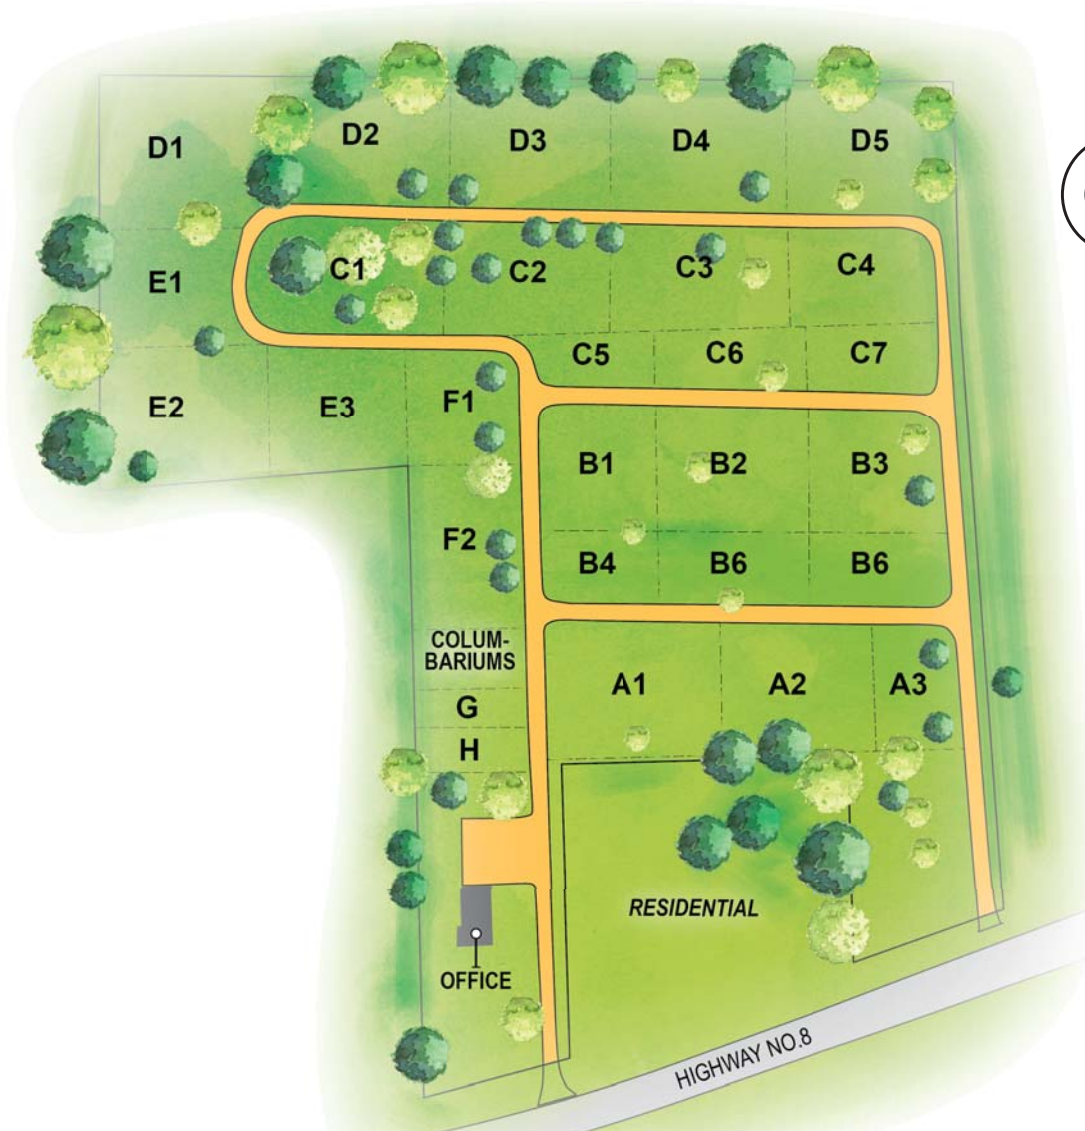 D1
D2
D3
D4
D5
E1
C1
C2
C3
C4
C5
C6
C7
E2
E3
F1
B1
B2
B3
F2
B4
B6
B6
COLUM-
BARIUMS
G
H
A1
A2
A3
RESIDENTIAL
OFFICE
HIGHWAY NO.8